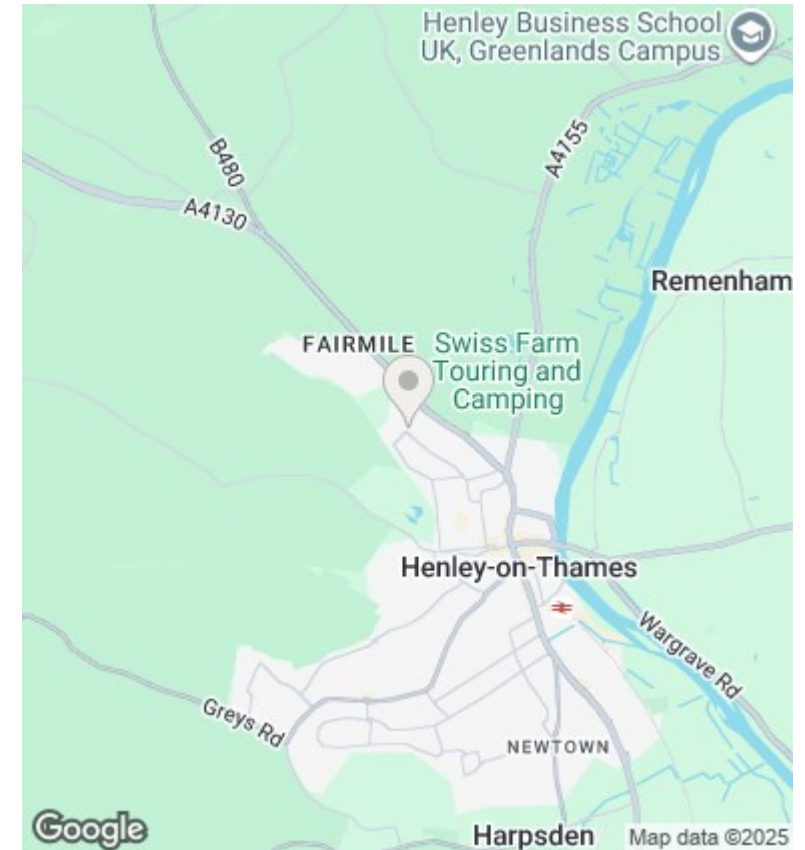 Henley Business School
UK, Greenlands Campus
B480
A4155
A4130
Remenham
FAIRMILE
Swiss Farm
Touring and
Camping
Henley-on-Thames
Wargrave Rd
Greys Rd
NEWTOWN
Harpsden
Google
Map data ©2025